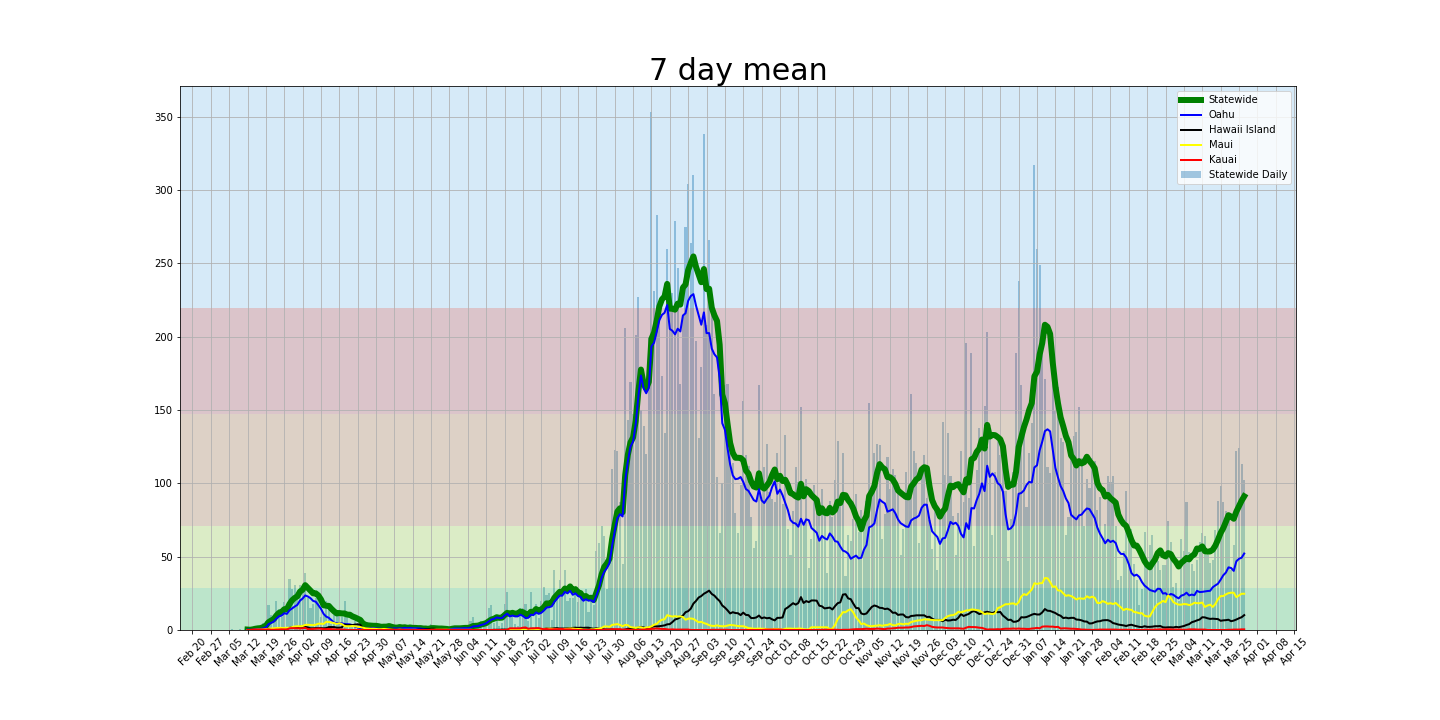 7 day mean
Statewide
Oahu
Hawaii Island
Maui
Kauai
Statewide Daily
350
300
250
200
150
100
50
0
Feb 20
Feb 27
Mar 05
Mar 12
Mar 19
Mar 26
Apr 02
Apr 09
Apr 16
Apr 23
Apr 30
May 07
May 14
May 21
May 28
Jun 04
Jun 11
Jun 18
Jun 25
Jul 02
Jul 09
Jul 16
Jul 23
Jul 30
Aug 06
Aug 13
Aug 20
Aug 27
Sep 03
Sep 10
Sep 17
Sep 24
Oct 01
Oct 08
Oct 15
Oct 22
Oct 29
Nov 05
Nov 12
Nov 19
Nov 26
Dec 03
Dec 10
Dec 17
Dec 24
Dec 31
Jan 07
Jan 14
Jan 21
Jan 28
Feb 04
Feb 11
Feb 18
Feb 25
Mar 04
Mar 11
Mar 18
Mar 25
Apr 01
Apr 08
Apr 15